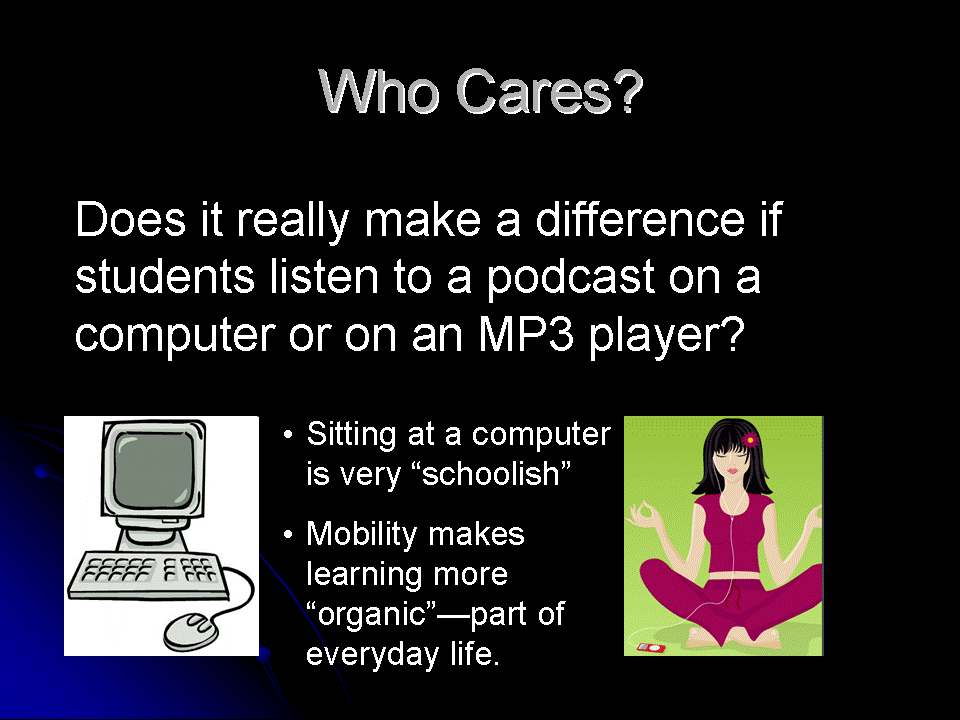 Who Cares?
Does it really make a difference if
students listen to a podcast on a
computer or on an MP3 player?
• Sitting at a computer
is very “schoolish”
• Mobility makes
learning more
“organic”—part of
everyday life.